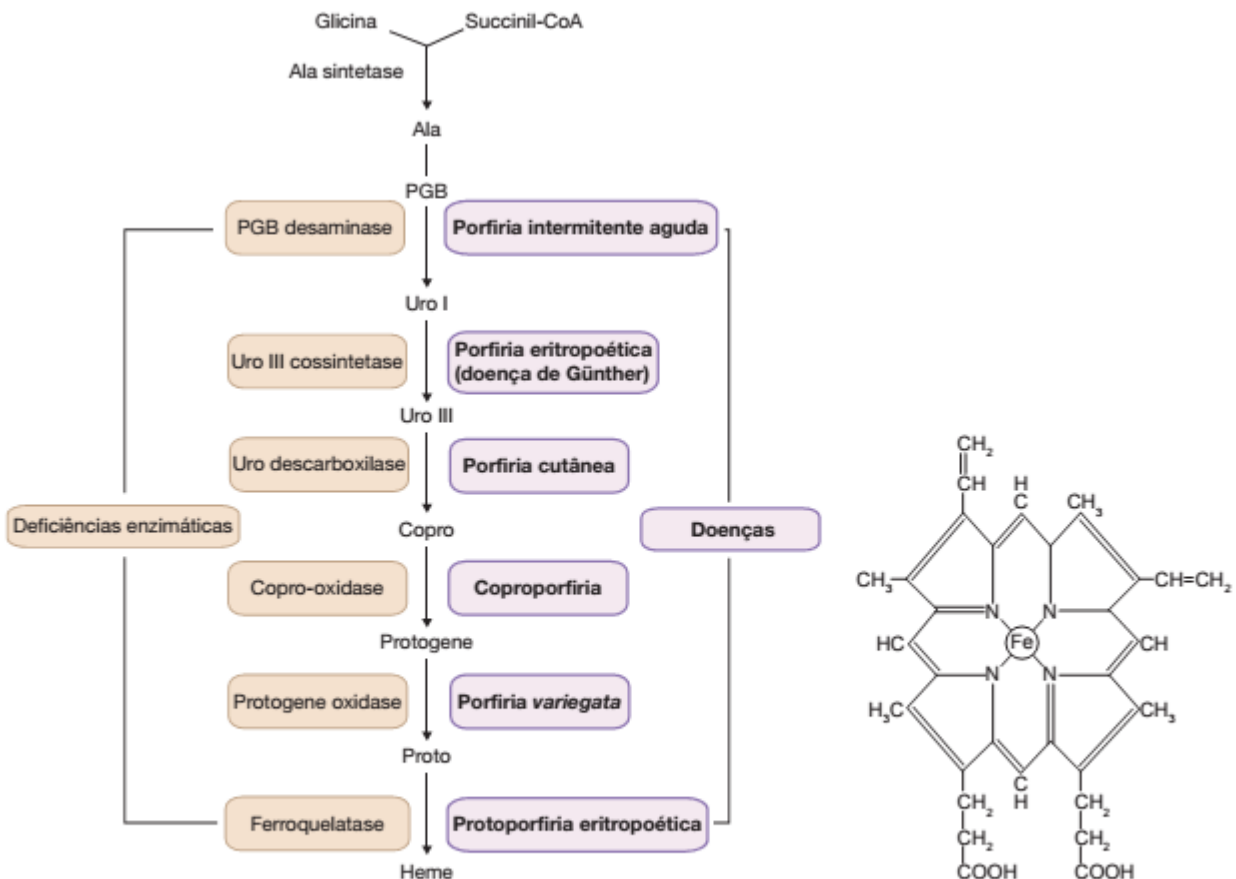 Glicina
Succinil-CoA
Ala sintetase
Ala
PGB
PGB desaminase
Porfiria intermitente aguda
Uro I
Uro III cossintetase
Porfiria eritropoética
(doença de Günther)
Uro III
Uro descarboxilase
Porfiria cutânea
Deficiências enzimáticas
Copro
Doenças
Copro-oxidase
Coproporfiria
Protogene
Protogene oxidase
Porfiria variegata
Proto
Ferroquelatase
Protoporfiria eritropoética
Heme
CH2
CH
H
C
CH3
CH3
CH=CH2
N
N
HC
Fe
CH
N
N
H3C
CH3
C
H
CH2
CH2
CH2
CH2
COOH
COOH